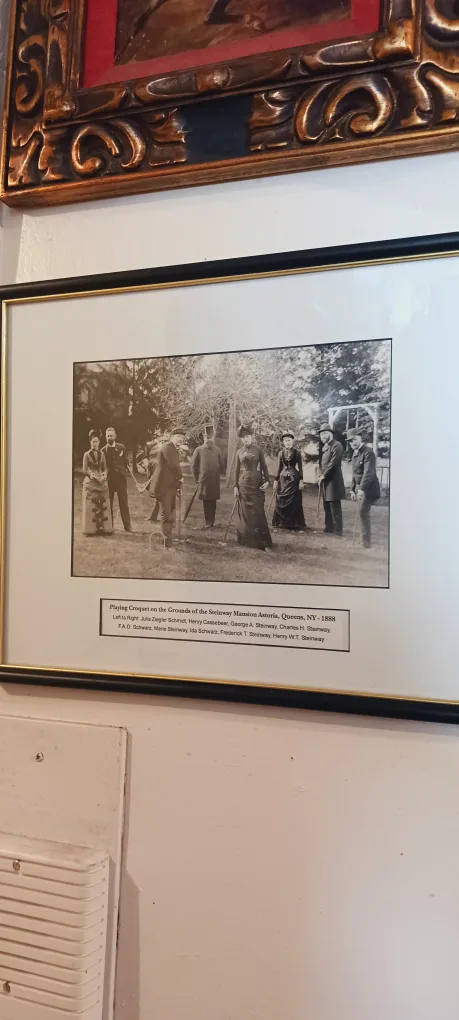 Playing Croquet on the Grounds of the Steinway Mansion Astoria, Queens, NY - 1888
Left to Right: Julia Ziegler Schmidt, Henry Cassebeer, George A. Steinway, Charles H. Steinway,
F.A.O. Schwarz, Marie Steinway, Ida Schwarz, Frederick T. Steinway, Henry W.T. Steinway